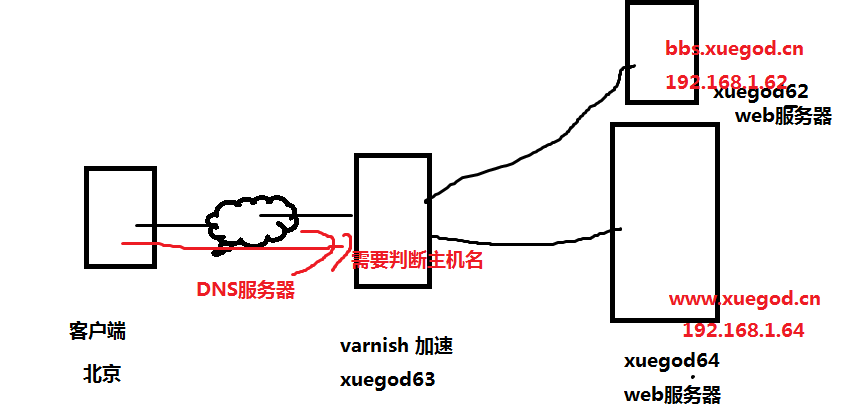 bbs.xuegod.cn
192.168.1.62
xuegod62
web服务器
需要判断主机名
DNS服务器
www.xuegod.cn
192.168.1.64
客户端
北京
varnish 加速
xuegod63
xuegod64
web服务器